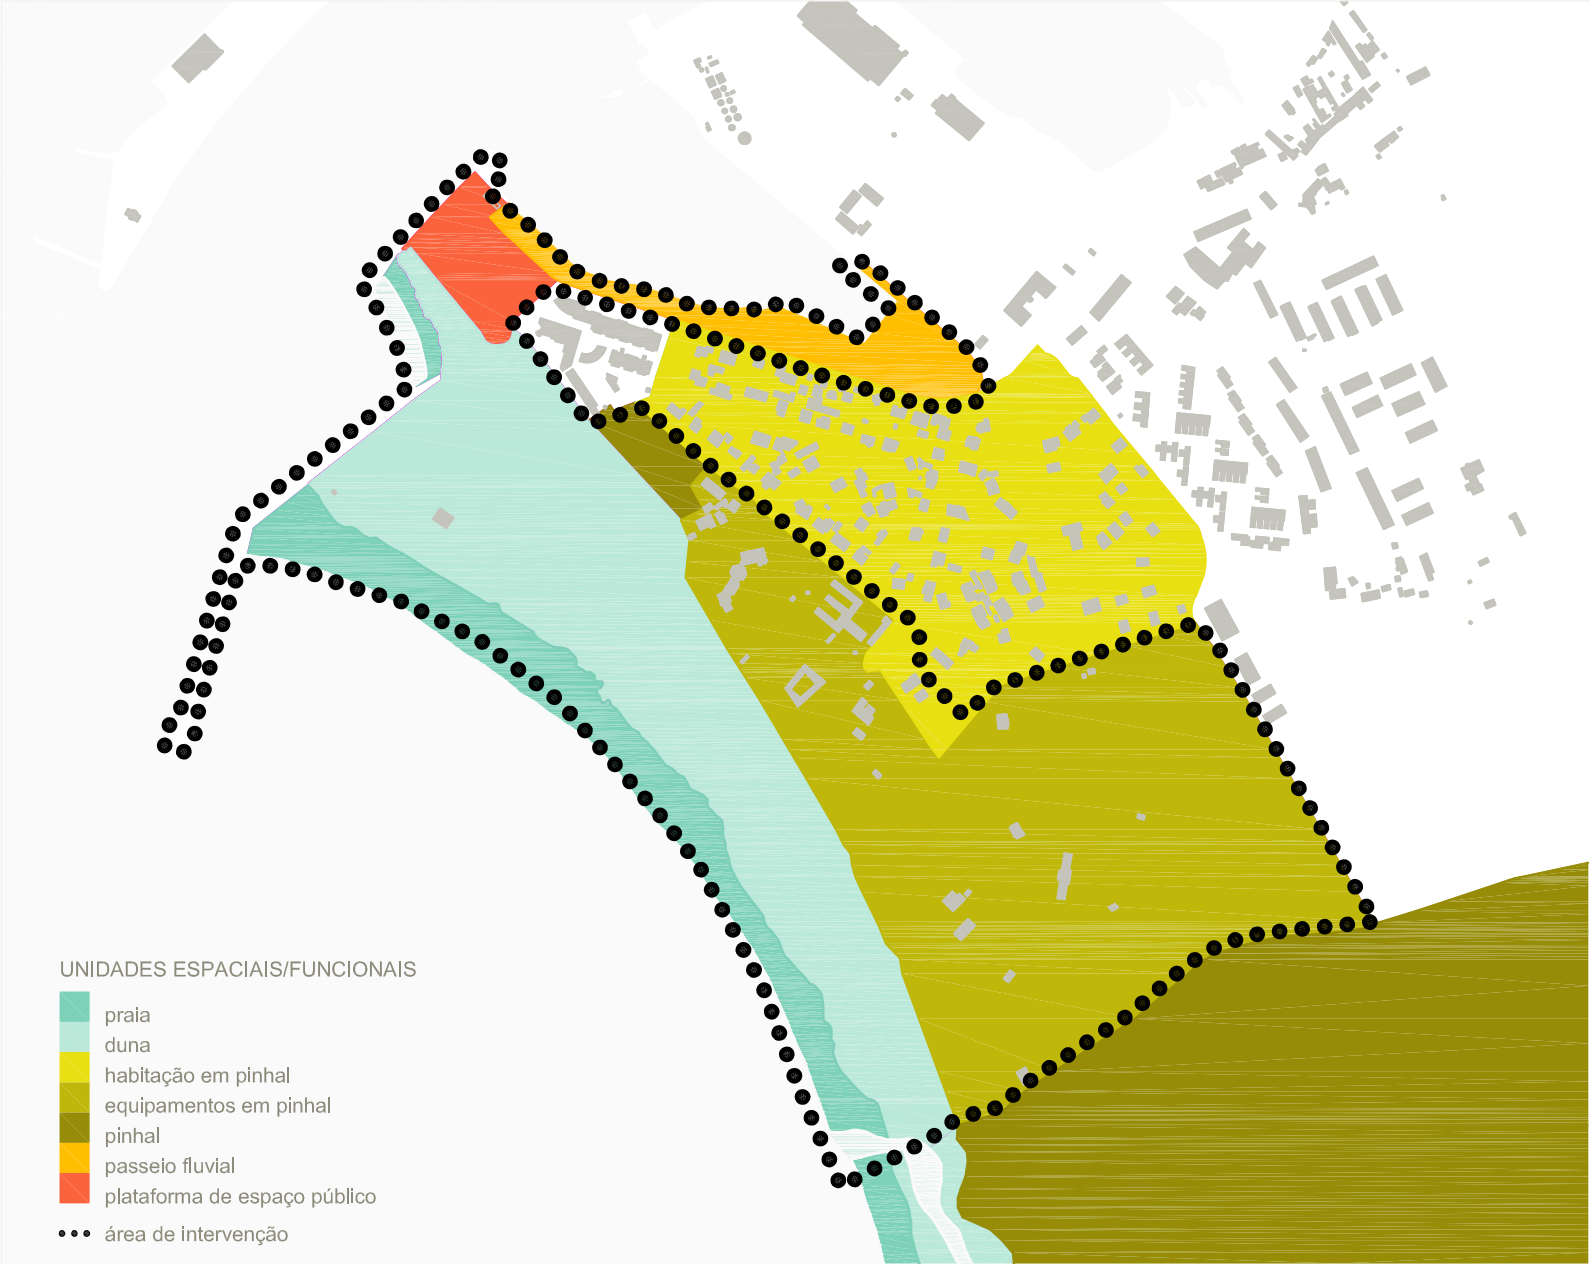 UNIDADES ESPACIAIS/FUNCIONAIS
praia
duna
habitação em pinhal
equipamentos em pinhal
pinhal
passeio fluvial
plataforma de espaço público
área de intervenção